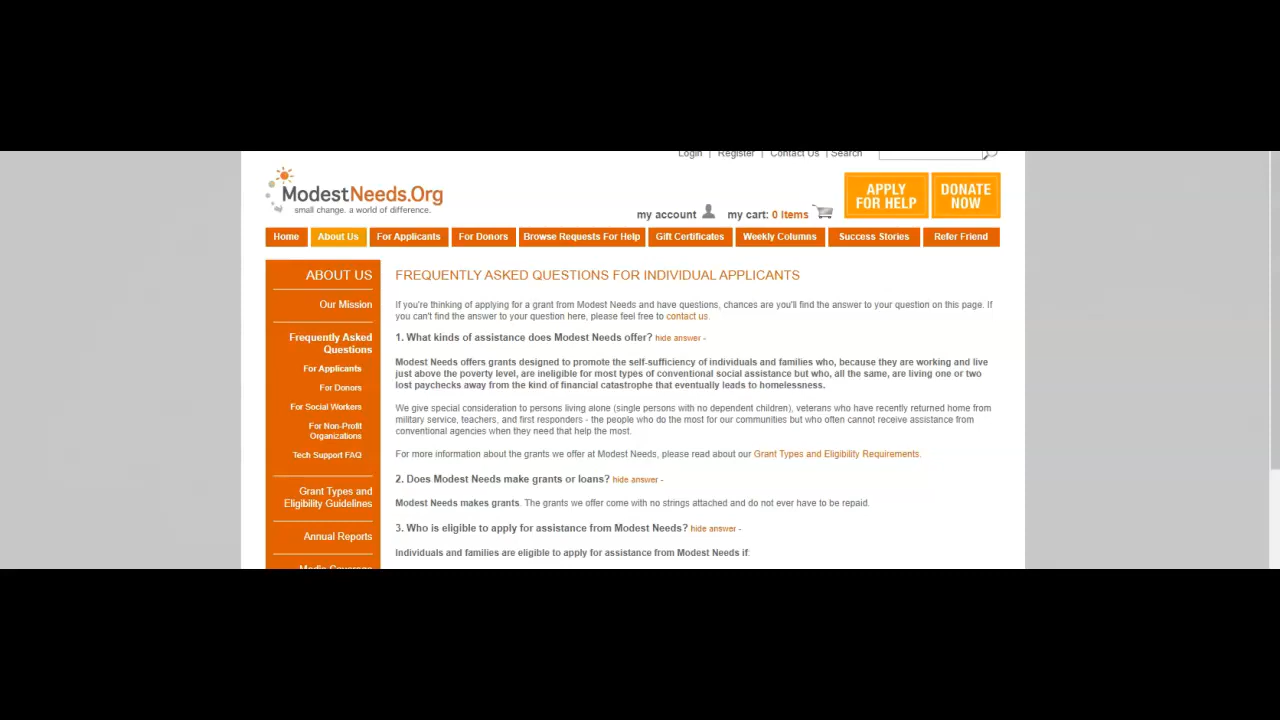 Login | Register | Contact Us | Search
ModestNeeds.Org
small change. a world of difference.
my account my cart: 0 Items
APPLY
FOR HELP
DONATE
NOW
Home About Us For Applicants For Donors Browse Requests For Help Gift Certificates Weekly Columns Success Stories Refer Friend
ABOUT US
Our Mission
Frequently Asked
Questions
For Applicants
For Donors
For Social Workers
For Non-Profit
Organizations
Tech Support FAQ
Grant Types and
Eligibility Guidelines
Annual Reports
Media Coverage
FREQUENTLY ASKED QUESTIONS FOR INDIVIDUAL APPLICANTS
If you're thinking of applying for a grant from Modest Needs and have questions, chances are you'll find the answer to your question on this page. If
you can't find the answer to your question here, please feel free to contact us.
1. What kinds of assistance does Modest Needs offer? hide answer -
Modest Needs offers grants designed to promote the self-sufficiency of individuals and families who, because they are working and live
just above the poverty level, are ineligible for most types of conventional social assistance but who, all the same, are living one or two
lost paychecks away from the kind of financial catastrophe that eventually leads to homelessness.
We give special consideration to persons living alone (single persons with no dependent children), veterans who have recently returned home from
military service, teachers, and first responders - the people who do the most for our communities but who often cannot receive assistance from
conventional agencies when they need that help the most.
For more information about the grants we offer at Modest Needs, please read about our Grant Types and Eligibility Requirements.
2. Does Modest Needs make grants or loans? hide answer -
Modest Needs makes grants. The grants we offer come with no strings attached and do not ever have to be repaid.
3. Who is eligible to apply for assistance from Modest Needs? hide answer -
Individuals and families are eligible to apply for assistance from Modest Needs if: